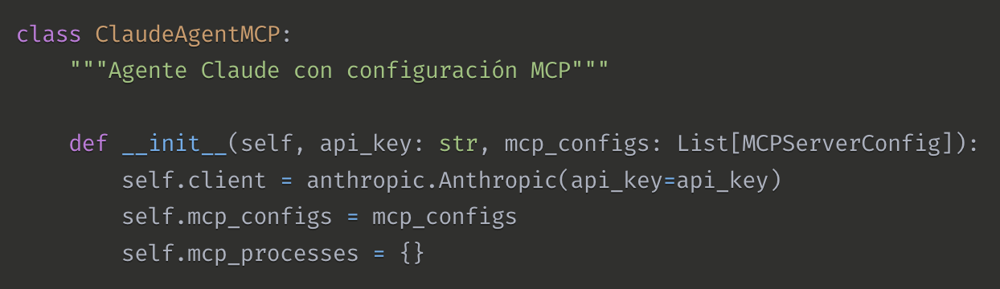 class ClaudeAgentMCP:
    """Agente Claude con configuración MCP"""
    def __init__(self, api_key: str, mcp_configs: List[MCPServerConfig]):
        self.client = anthropic.Anthropic(api_key=api_key)
        self.mcp_configs = mcp_configs
        self.mcp_processes = {}